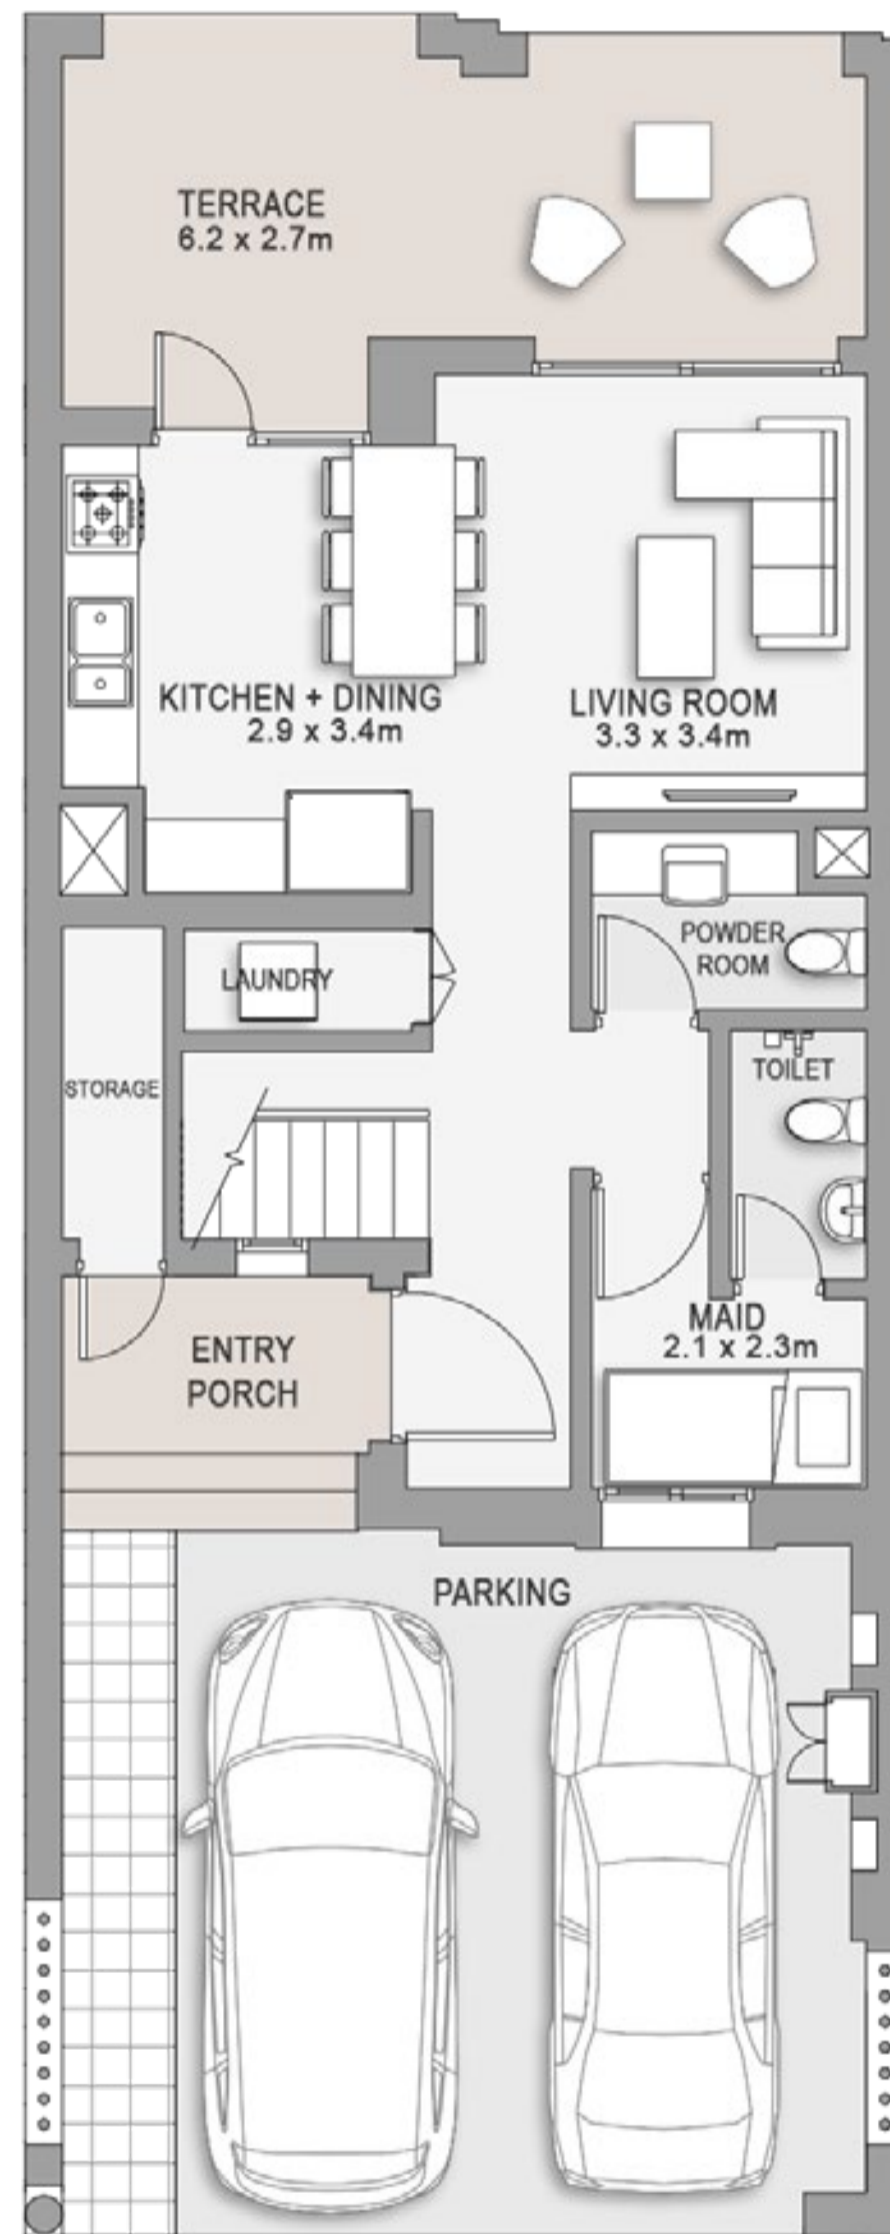 TERRACE
6.2 x 2.7m
KITCHEN + DINING
2.9 x 3.4m
LIVING ROOM
3.3 x 3.4m
POWDER
ROOM
LAUNDRY
TOILET
STORAGE
MAID
2.1 x 2.3m
ENTRY
PORCH
PARKING